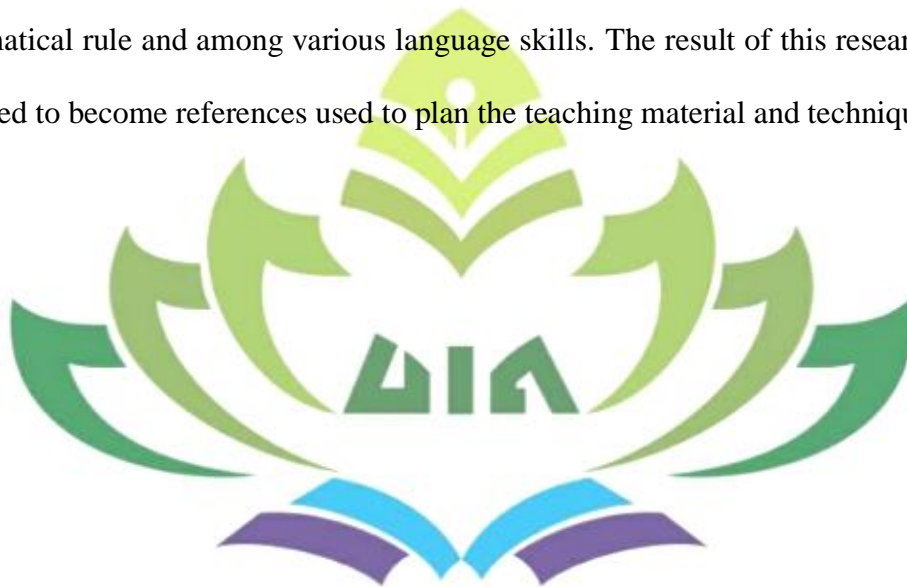 natical rule and among various language skills. The result of this resear
ed to become references used to plan the teaching material and techniqu
UIN